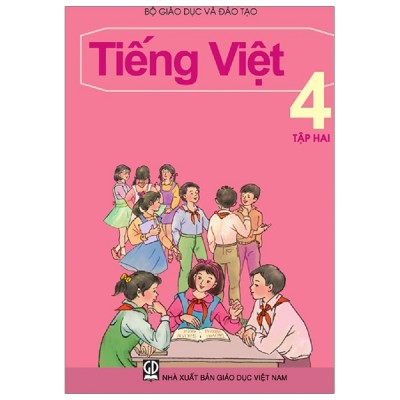 BỘ GIÁO DỤC VÀ ĐÀO TẠO
Tiếng Việt
4
TẬP HAI
GD
NHÀ XUẤT BẢN GIÁO DỤC VIỆT NAM